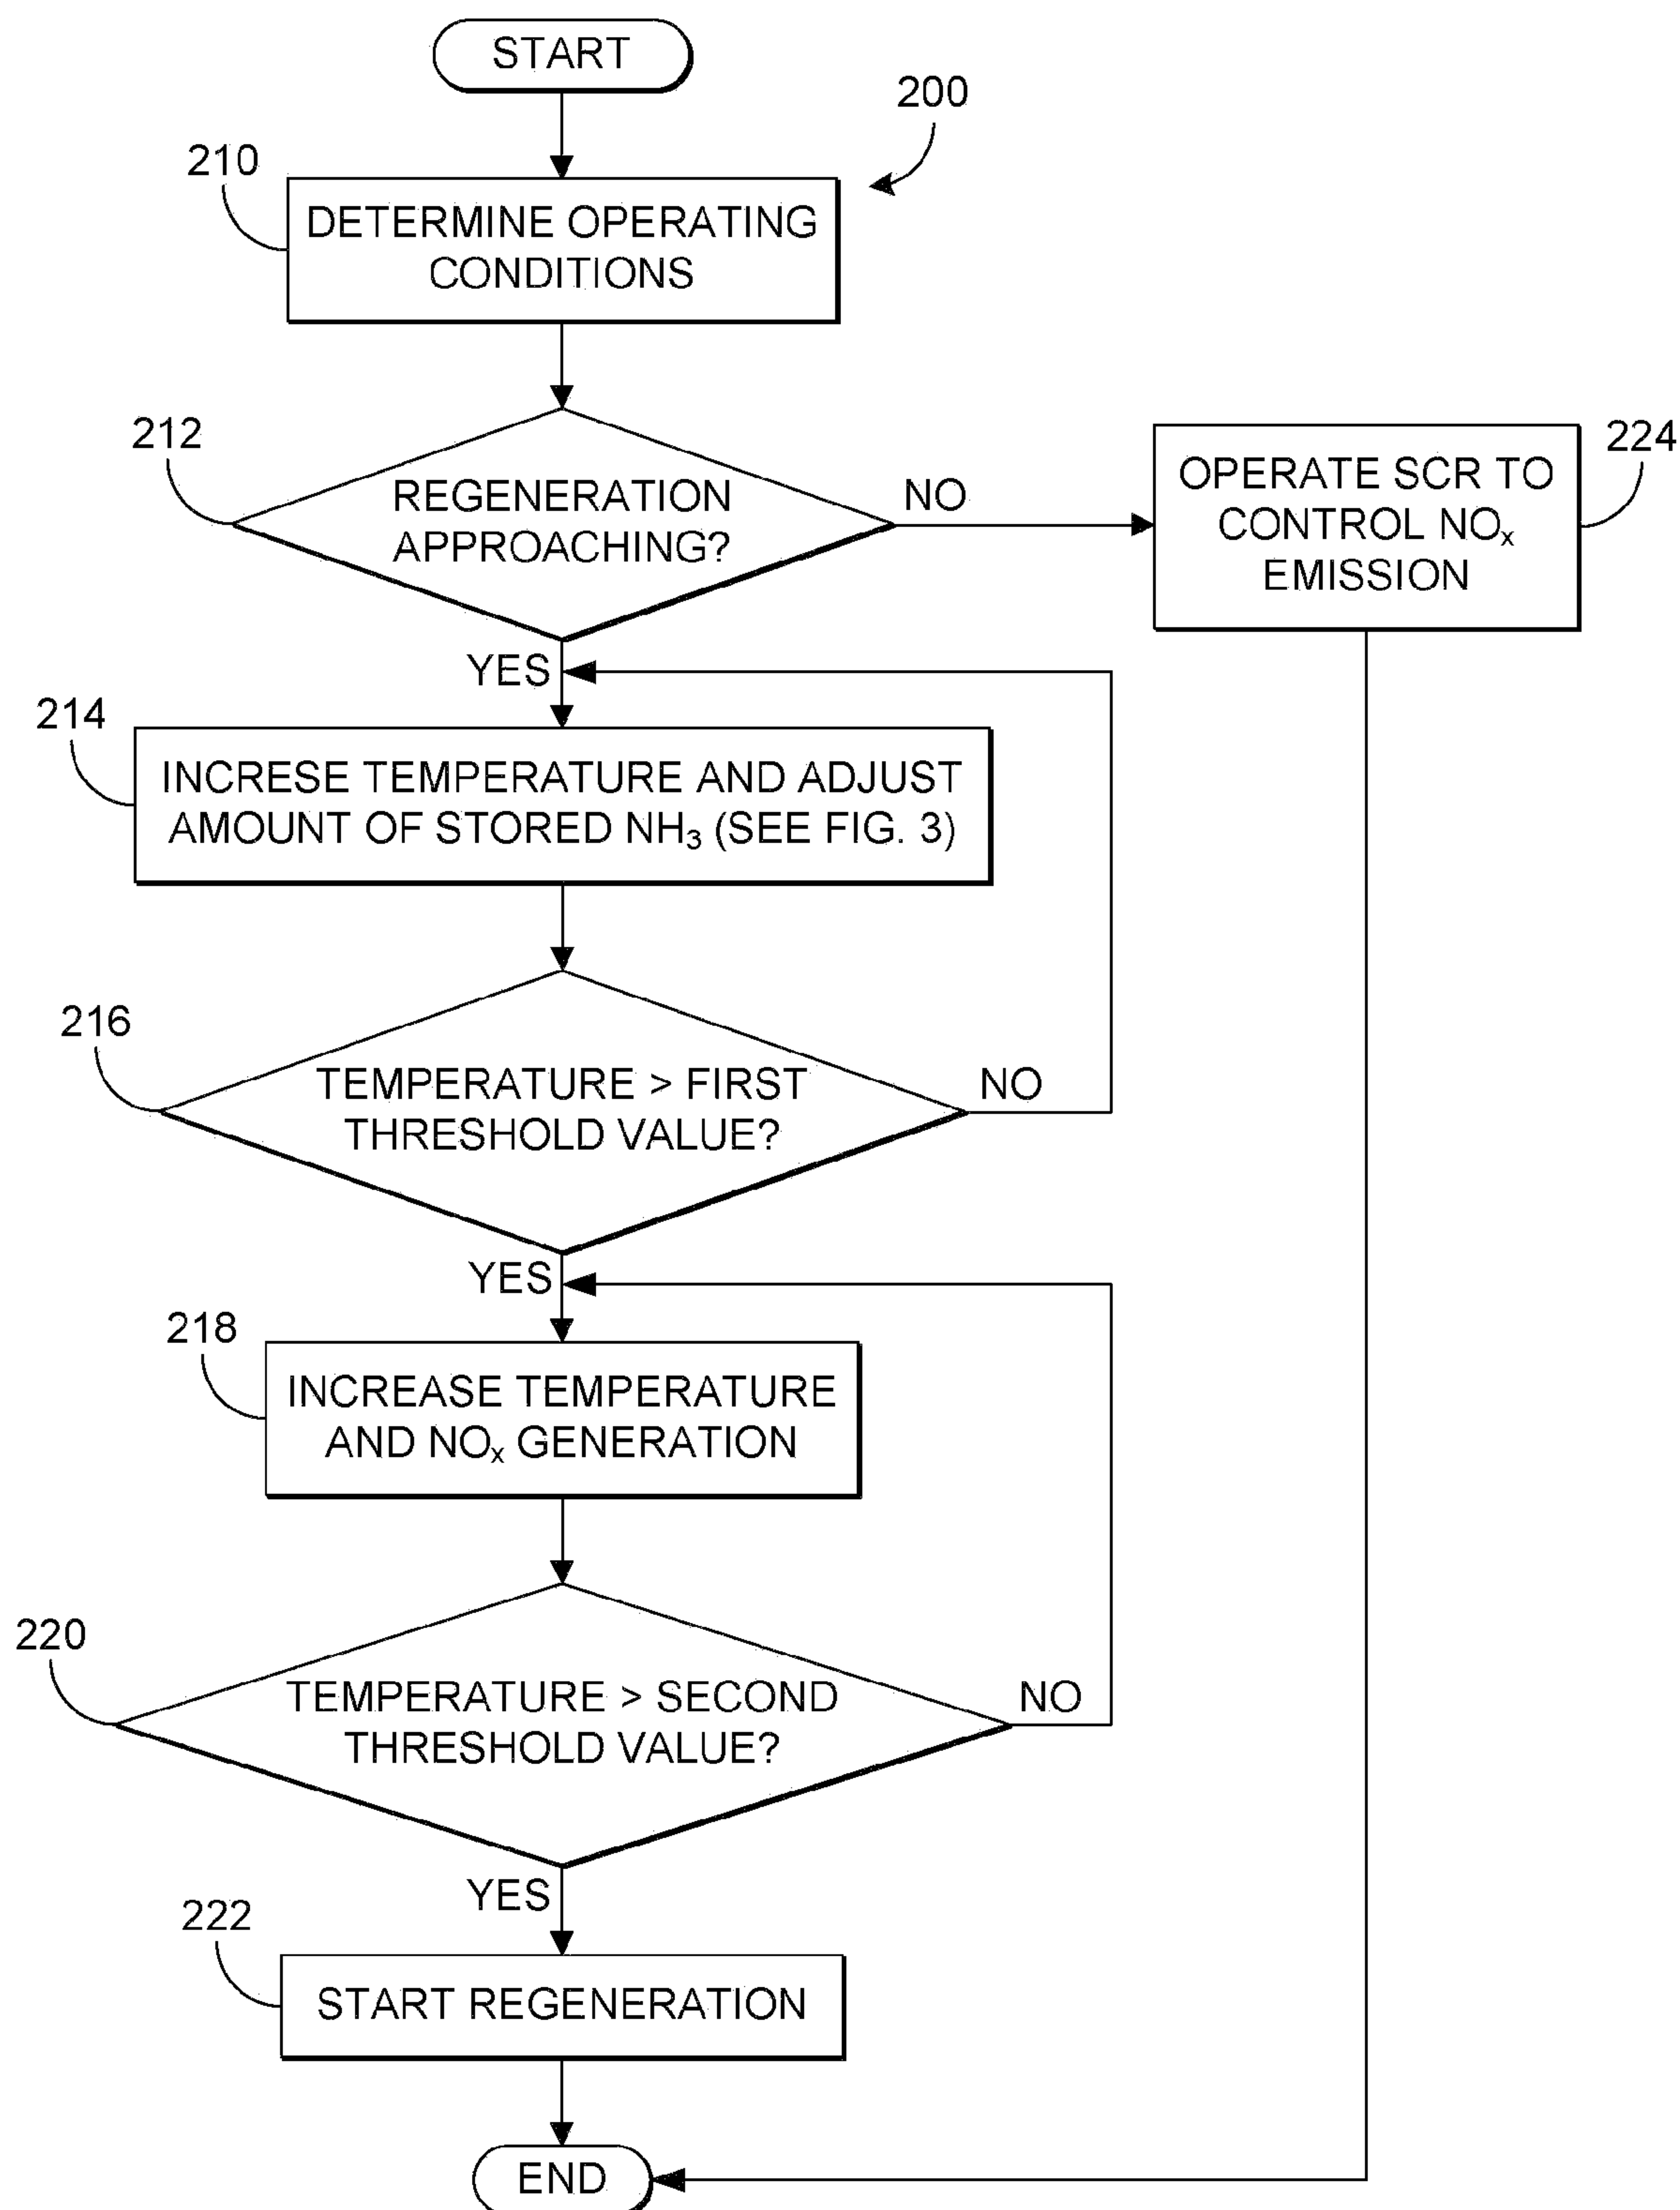 START
200
210
DETERMINE OPERATING
CONDITIONS
212
REGENERATION
APPROACHING?
NO
OPERATE SCR TO
CONTROL NOx
EMISSION
224
YES
214
INCRESE TEMPERATURE AND ADJUST
AMOUNT OF STORED NH3 (SEE FIG. 3)
216
TEMPERATURE > FIRST
THRESHOLD VALUE?
NO
YES
218
INCREASE TEMPERATURE
AND NOx GENERATION
220
TEMPERATURE > SECOND
THRESHOLD VALUE?
NO
YES
222
START REGENERATION
END